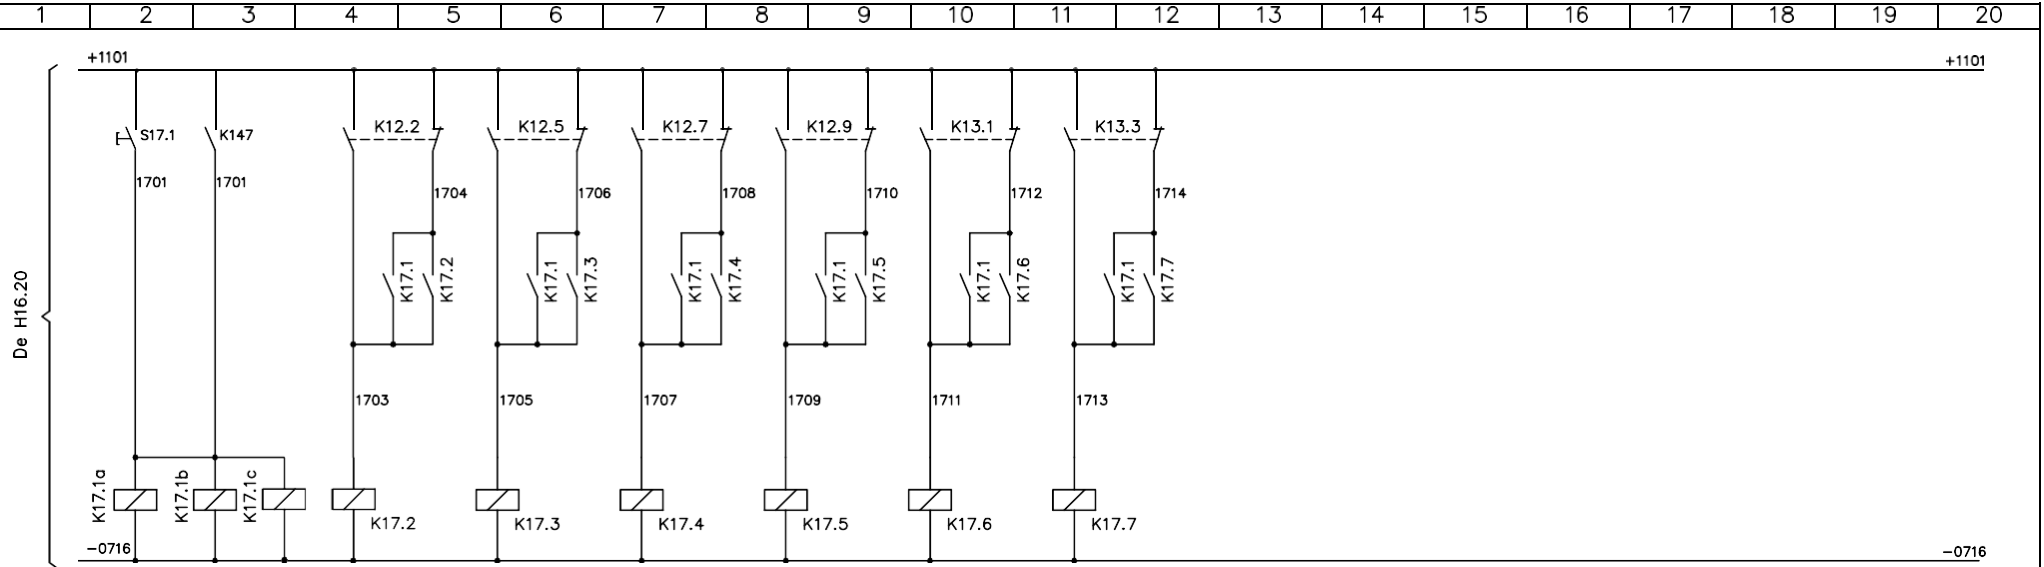 1 2 3 4 5 6 7 8 9 10 11 12 13 14 15 16 17 18 19 20
+1101 +1101
S17.1 K147 K12.2 K12.5 K12.7 K12.9 K13.1 K13.3
1701 1701 1704 1706 1708 1710 1712 1714
K17.1 K17.2 K17.1 K17.3 K17.1 K17.4 K17.1 K17.5 K17.1 K17.6 K17.1 K17.7
De H16.20
1703 1705 1707 1709 1711 1713
K17.1a K17.1b K17.1c
K17.2 K17.3 K17.4 K17.5 K17.6 K17.7
-0716 -0716